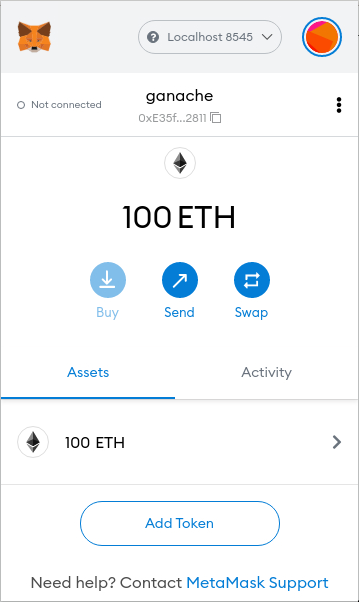 Localhost 8545
Not connected
ganache
0xE35f...2811
100 ETH
Buy
Send
Swap
Assets
Activity
100 ETH
Add Token
Need help? Contact MetaMask Support